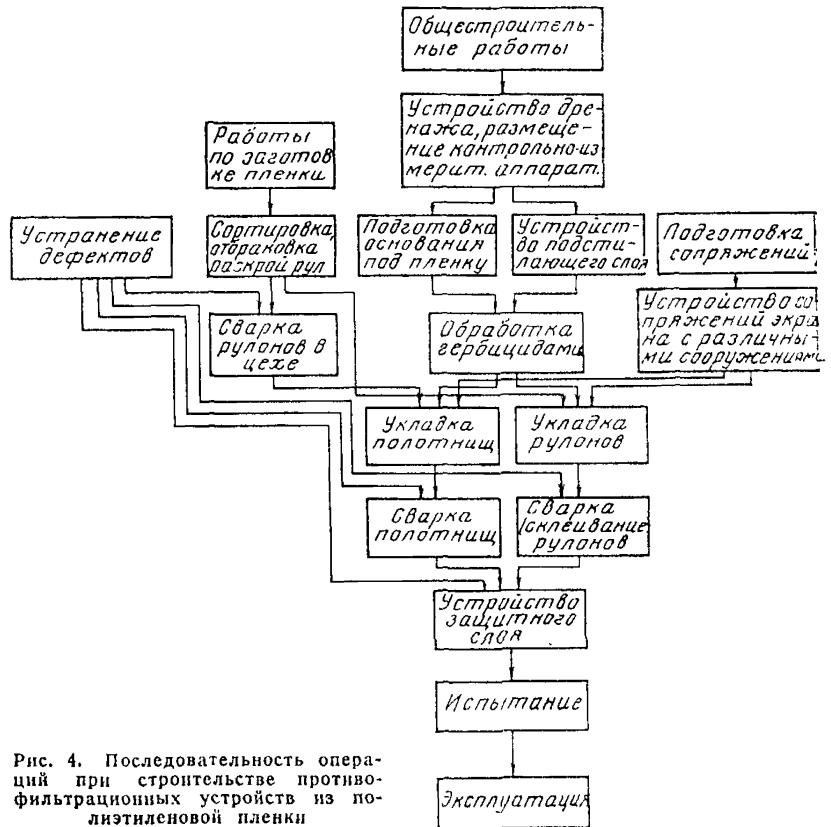 Общестроитель-
ные работы
Устройство дре-
нажа, размеще-
ние контрольно-из
мерит. аппарат.
Работы
по заготов
ке пленки
Устранение
дефектов
Сортировка,
отбраковка
раскрой рул.
Подготовка
основания
под пленку
Устройст-
во подсти-
лающего слоя
Подготовка
сопряжений
Сварка
рулонов в
цехе
Обработка
гербицидами
Устройство со
пряжений экра
на с различны-
ми сооружениями
Укладка
полотнищ
Укладка
рулонов
Сварка
полотнищ
Сварка
/склеивание
рулонов
Устройство
защитного
слоя
Испытание
Эксплуатация
Рис. 4. Последовательность опера-
ций при строительстве противо-
фильтрационных устройств из по-
лиэтиленовой пленки